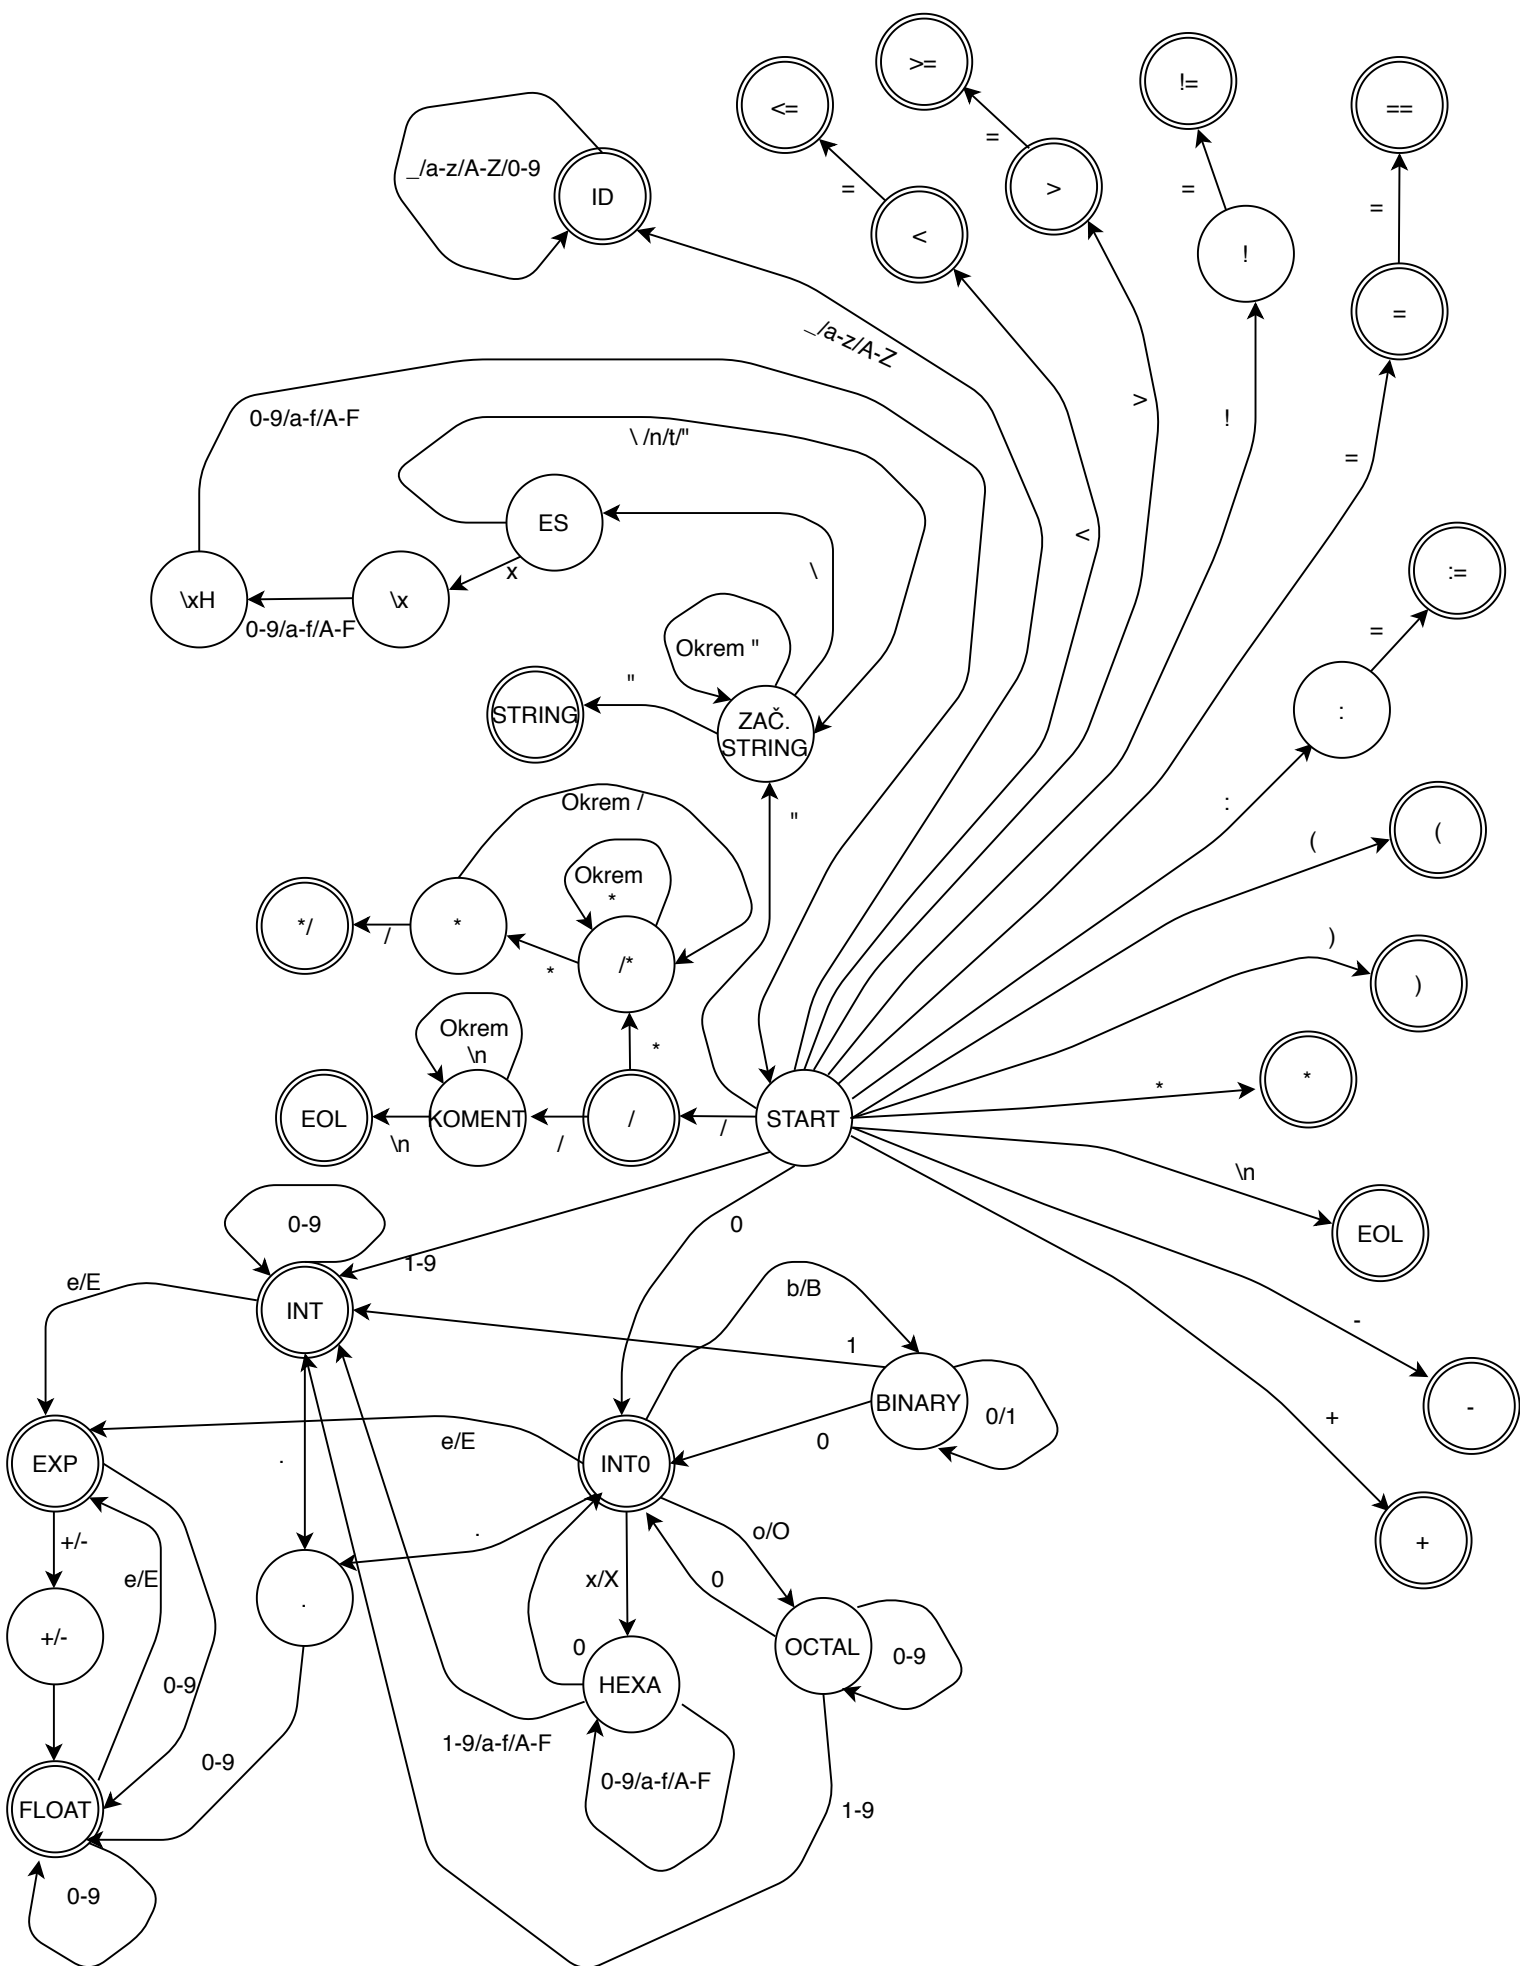 >=
!=
<=
==
=
=
_/a-z/A-Z/0-9
ID
>
=
=
=
<
!
=
_/a-z/A-Z
>
0-9/a-f/A-F
!
\ /n/t/"
=
ES
<
\
x
:=
\xH
\x
0-9/a-f/A-F
=
Okrem "
"
STRING
ZAČ.
STRING
:
Okrem /
"
:
(
(
Okrem
*
*/
/
*
*
/*
)
)
Okrem
\n
*
*
*
EOL
\n
KOMENT
/
/
/
START
\n
0-9
0
EOL
1-9
e/E
INT
b/B
-
1
BINARY
0/1
-
+
e/E
0
EXP
.
INT0
+/-
.
o/O
+
e/E
x/X
0
.
+/-
0
OCTAL
0-9
0-9
HEXA
1-9/a-f/A-F
0-9
0-9/a-f/A-F
FLOAT
1-9
0-9